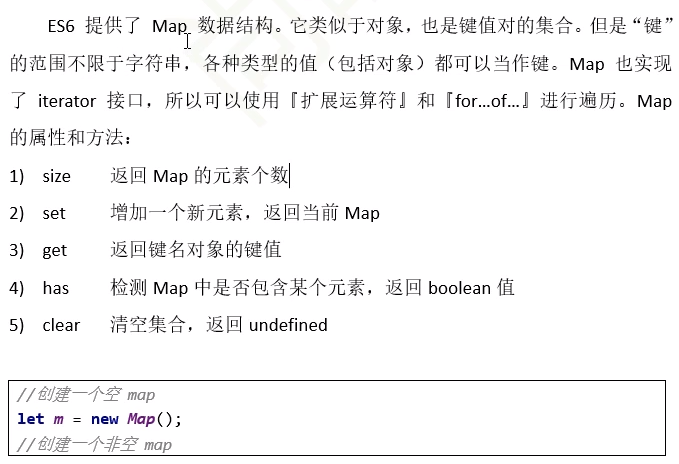 ES6 提供了 Map 数据结构。它类似于对象，也是键值对的集合。但是“键”
的范围不限于字符串，各种类型的值（包括对象）都可以当作键。Map 也实现
了 iterator 接口，所以可以使用『扩展运算符』和『for…of…』进行遍历。Map
的属性和方法：
1) size 返回 Map 的元素个数
2) set 增加一个新元素，返回当前 Map
3) get 返回键名对象的键值
4) has 检测 Map 中是否包含某个元素，返回 boolean 值
5) clear 清空集合，返回 undefined
//创建一个空 map
let m = new Map();
//创建一个非空 map